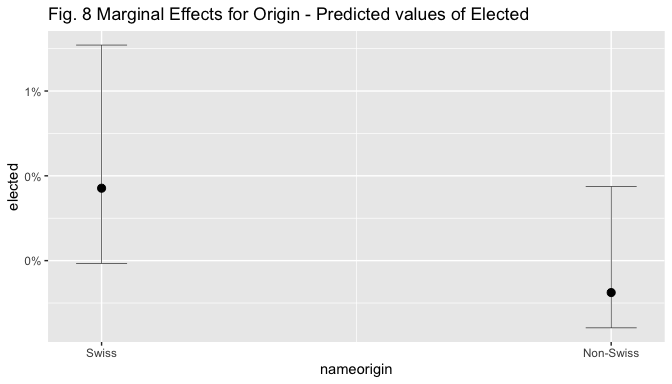 Fig. 8 Marginal Effects for Origin - Predicted values of Elected
1%
0%
0%
elected
Swiss
Non-Swiss
nameorigin